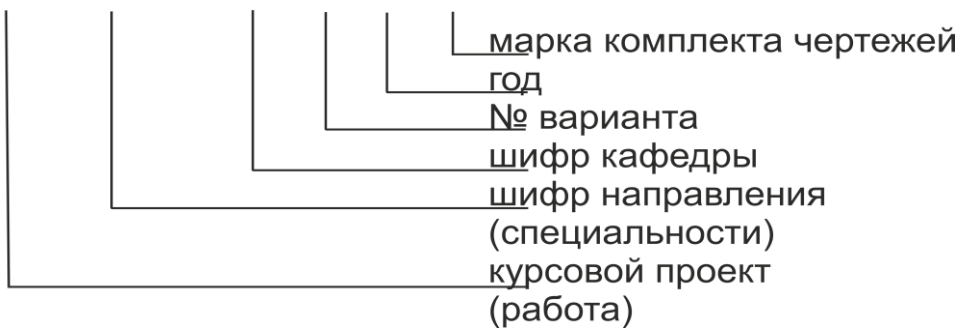 марка комплекта чертежей
год
№ варианта
шифр кафедры
шифр направления
(специальности)
курсовой проект
(работа)